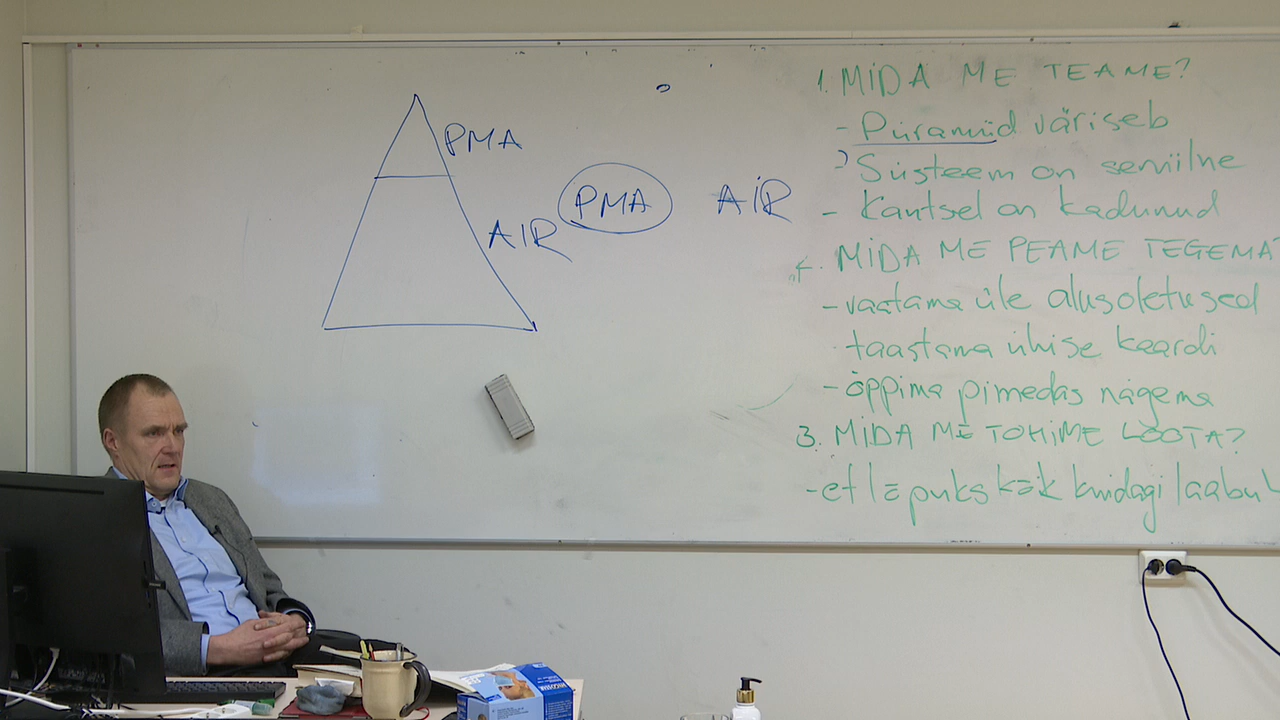 PMA
AIR
PMA AIR
1. MIDA ME TEAME?
- Püramiid väriseb
Süsteem on serviilne
- Kantsel on kadunud
MIDA ME PEAME TEGEMA?
- vaatama üle alusoletused
taastama ühise kaardi
- õppima pimedas nägema
3. MIDA ME TOHIME LOOTA?
- et lõpuks kõik kuidagi laabub